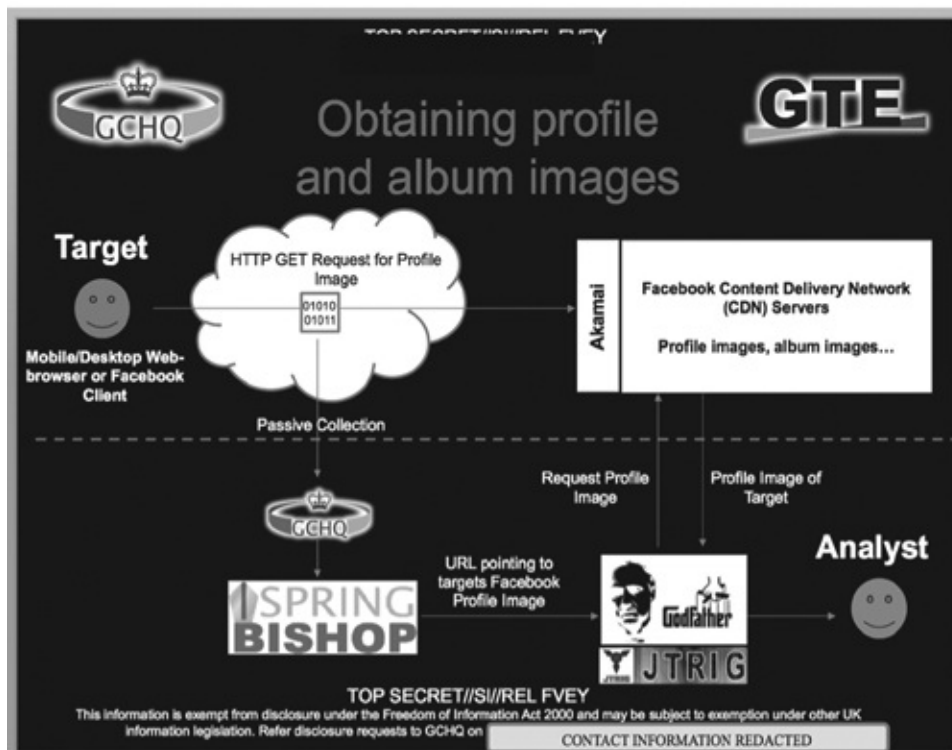 TOP SECRET//SI//REL FVEY
GCHQ
GTE
Obtaining profile
and album images
Target
HTTP GET Request for Profile
Image
01010
01011
Mobile/Desktop Web-
browser or Facebook
Client
Akamai
Facebook Content Delivery Network
(CDN) Servers
Profile images, album images...
Passive Collection
Request Profile
Image
Profile Image of
Target
GCHQ
Analyst
SPRING
BISHOP
URL pointing to
targets Facebook
Profile Image
Godfather
JTRIG
JTRIG
TOP SECRET//SI//REL FVEY
This information is exempt from disclosure under the Freedom of Information Act 2000 and may be subject to exemption under other UK
information legislation. Refer disclosure requests to GCHQ on
CONTACT INFORMATION REDACTED